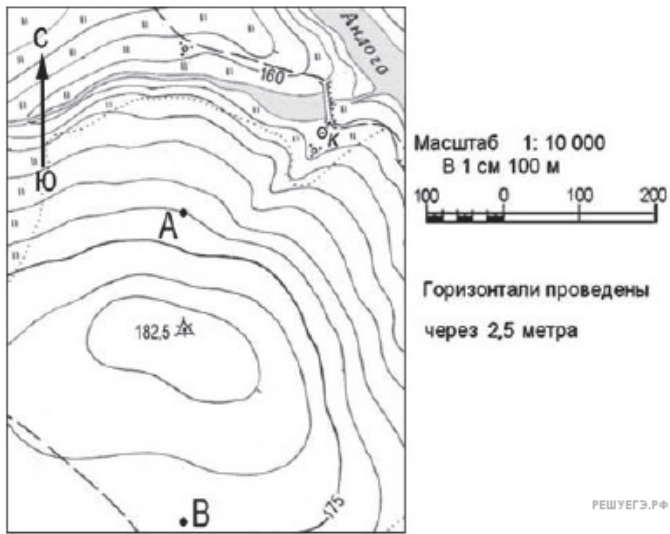 С
Андого
160
К
Ю
А
182,5
175
В
Масштаб 1: 10 000
В 1 см 100 м
100 0 100 200
Горизонтали проведены
через 2,5 метра
РЕШУЕГЭ.РФ